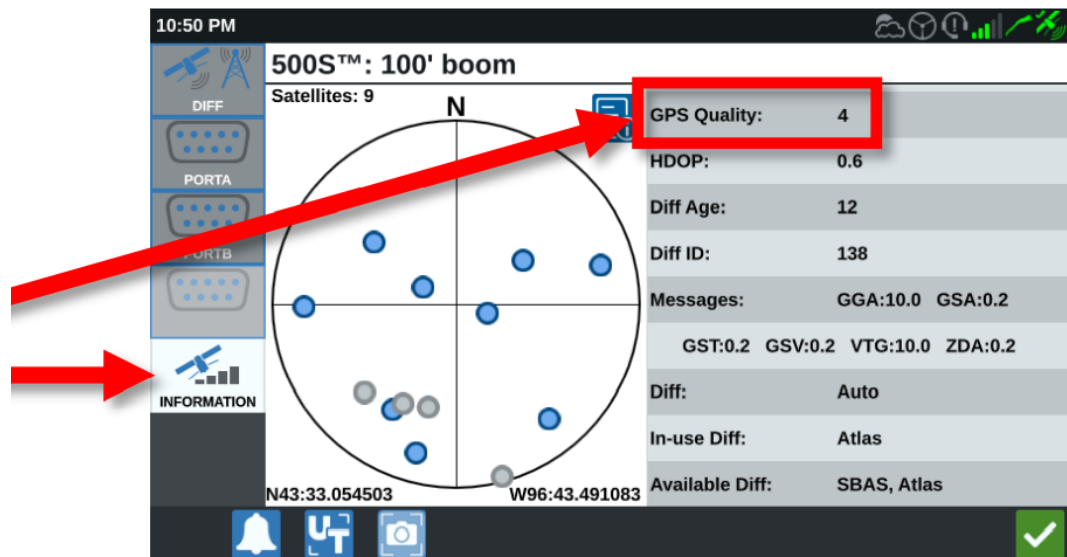 10:50 PM
500S™: 100' boom
DIFF
PORTA
PORTB
INFORMATION
Satellites: 9
N
N43:33.054503
W96:43.491083
GPS Quality: 4
HDOP: 0.6
Diff Age: 12
Diff ID: 138
Messages: GGA:10.0 GSA:0.2
GST:0.2 GSV:0.2 VTG:10.0 ZDA:0.2
Diff: Auto
In-use Diff: Atlas
Available Diff: SBAS, Atlas
UT